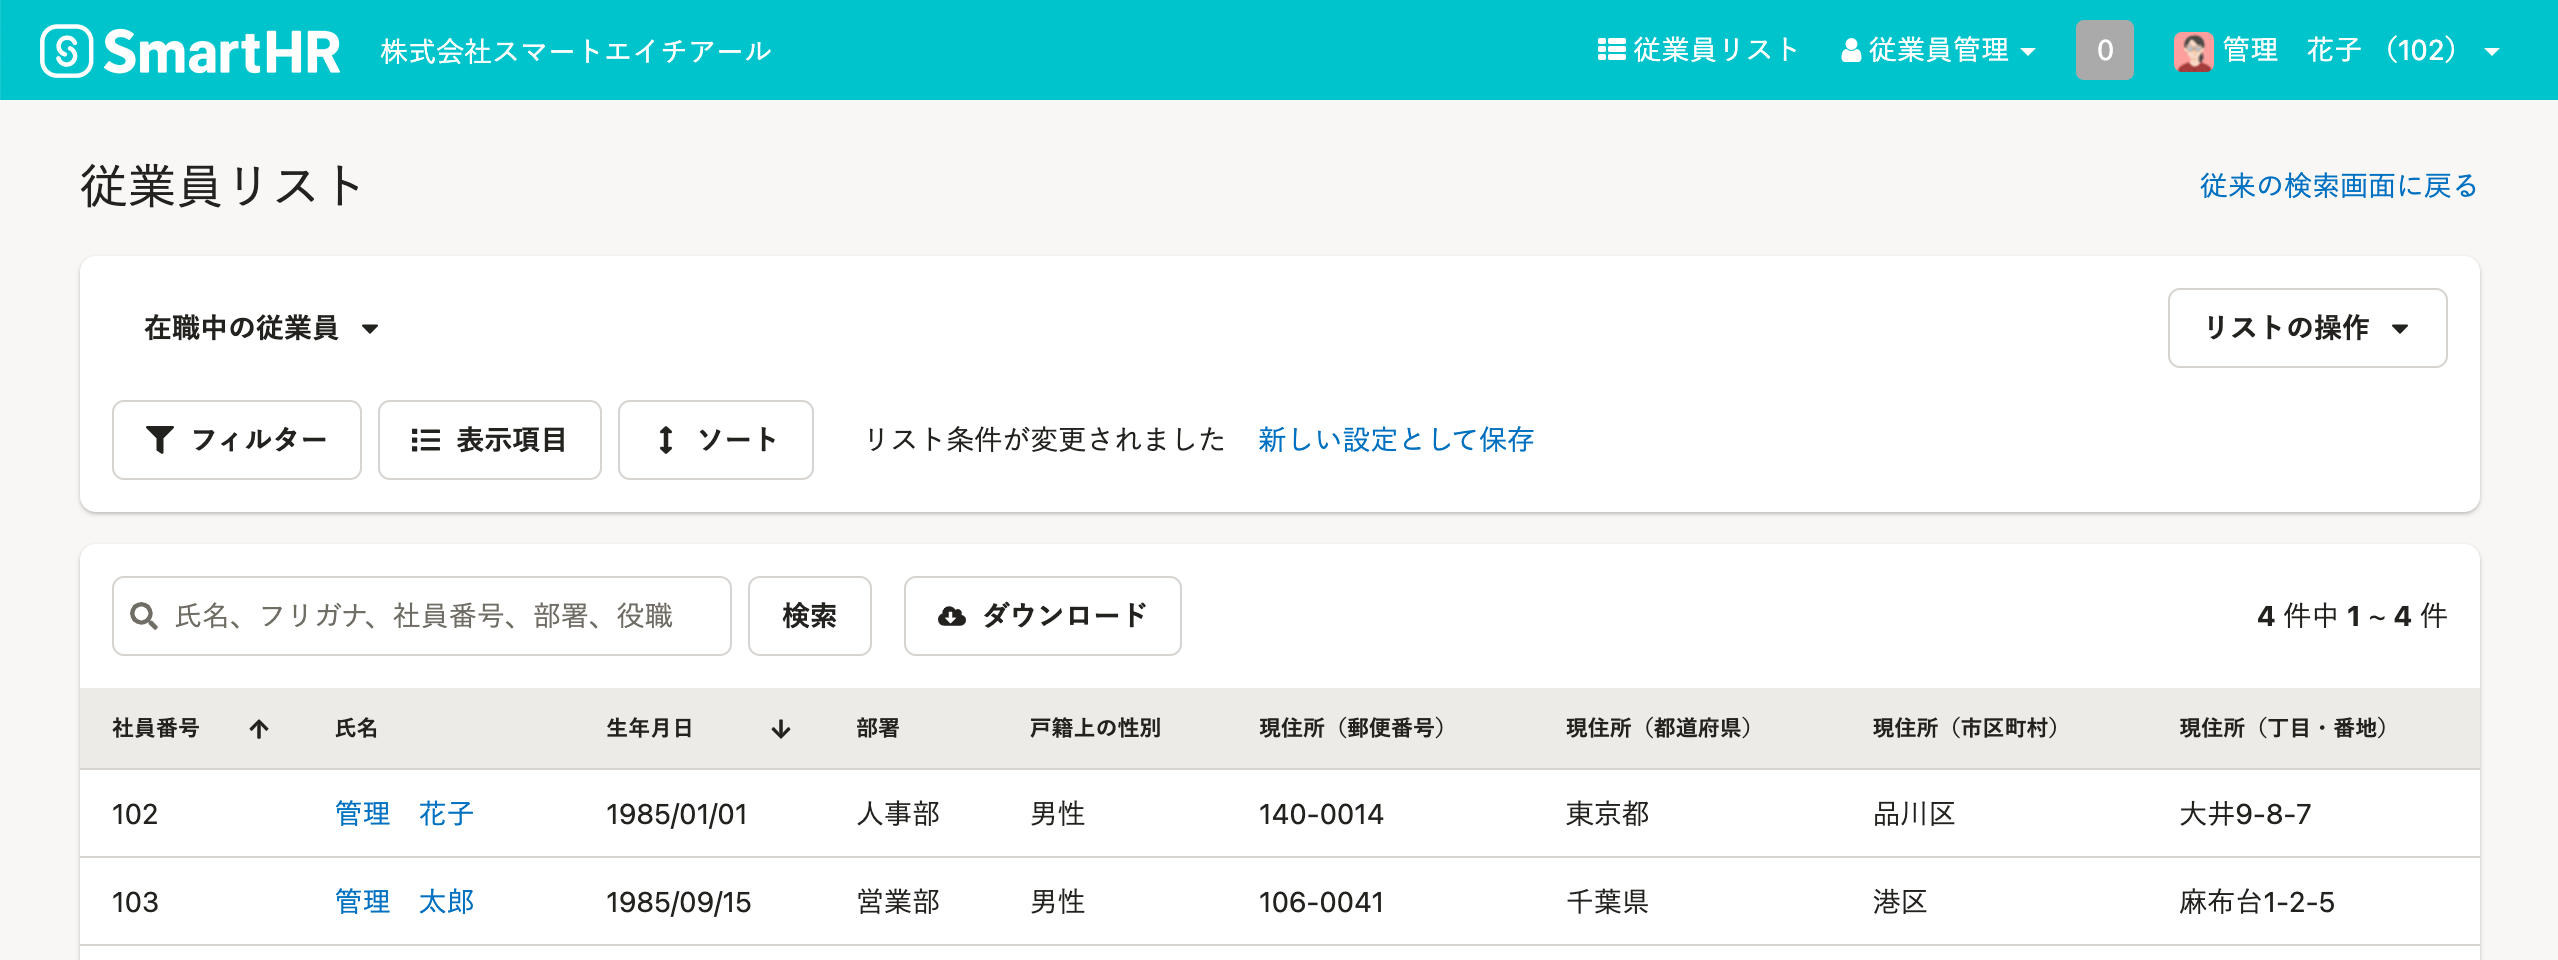 SmartHR 株式会社スマートエイチアール 従業員リスト 従業員管理 0 管理 花子 （102）
従業員リスト 従来の検索画面に戻る
在職中の従業員 リストの操作
フィルター 表示項目 ソート リスト条件が変更されました 新しい設定として保存
氏名、フリガナ、社員番号、部署、役職 検索 ダウンロード 4 件中 1 ~ 4 件
社員番号 氏名 生年月日 部署 戸籍上の性別 現住所（郵便番号） 現住所（都道府県） 現住所（市区町村） 現住所（丁目・番地）
102 管理 花子 1985/01/01 人事部 男性 140-0014 東京都 品川区 大井9-8-7
103 管理 太郎 1985/09/15 営業部 男性 106-0041 千葉県 港区 麻布台1-2-5